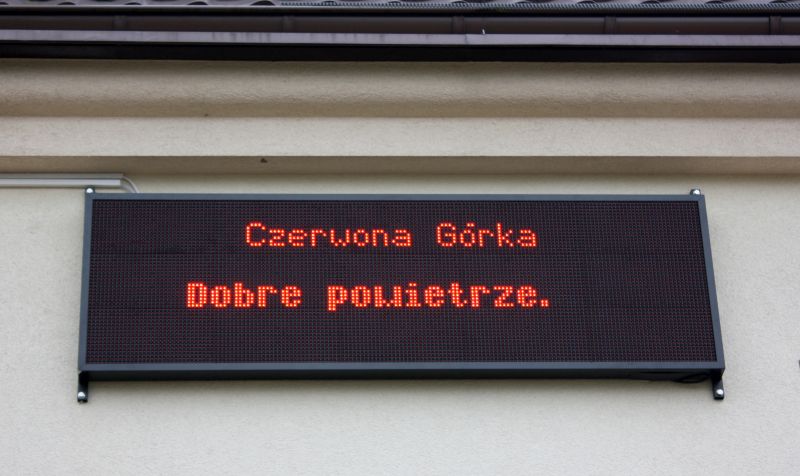 Czerwona Górka
Dobre powietrze.